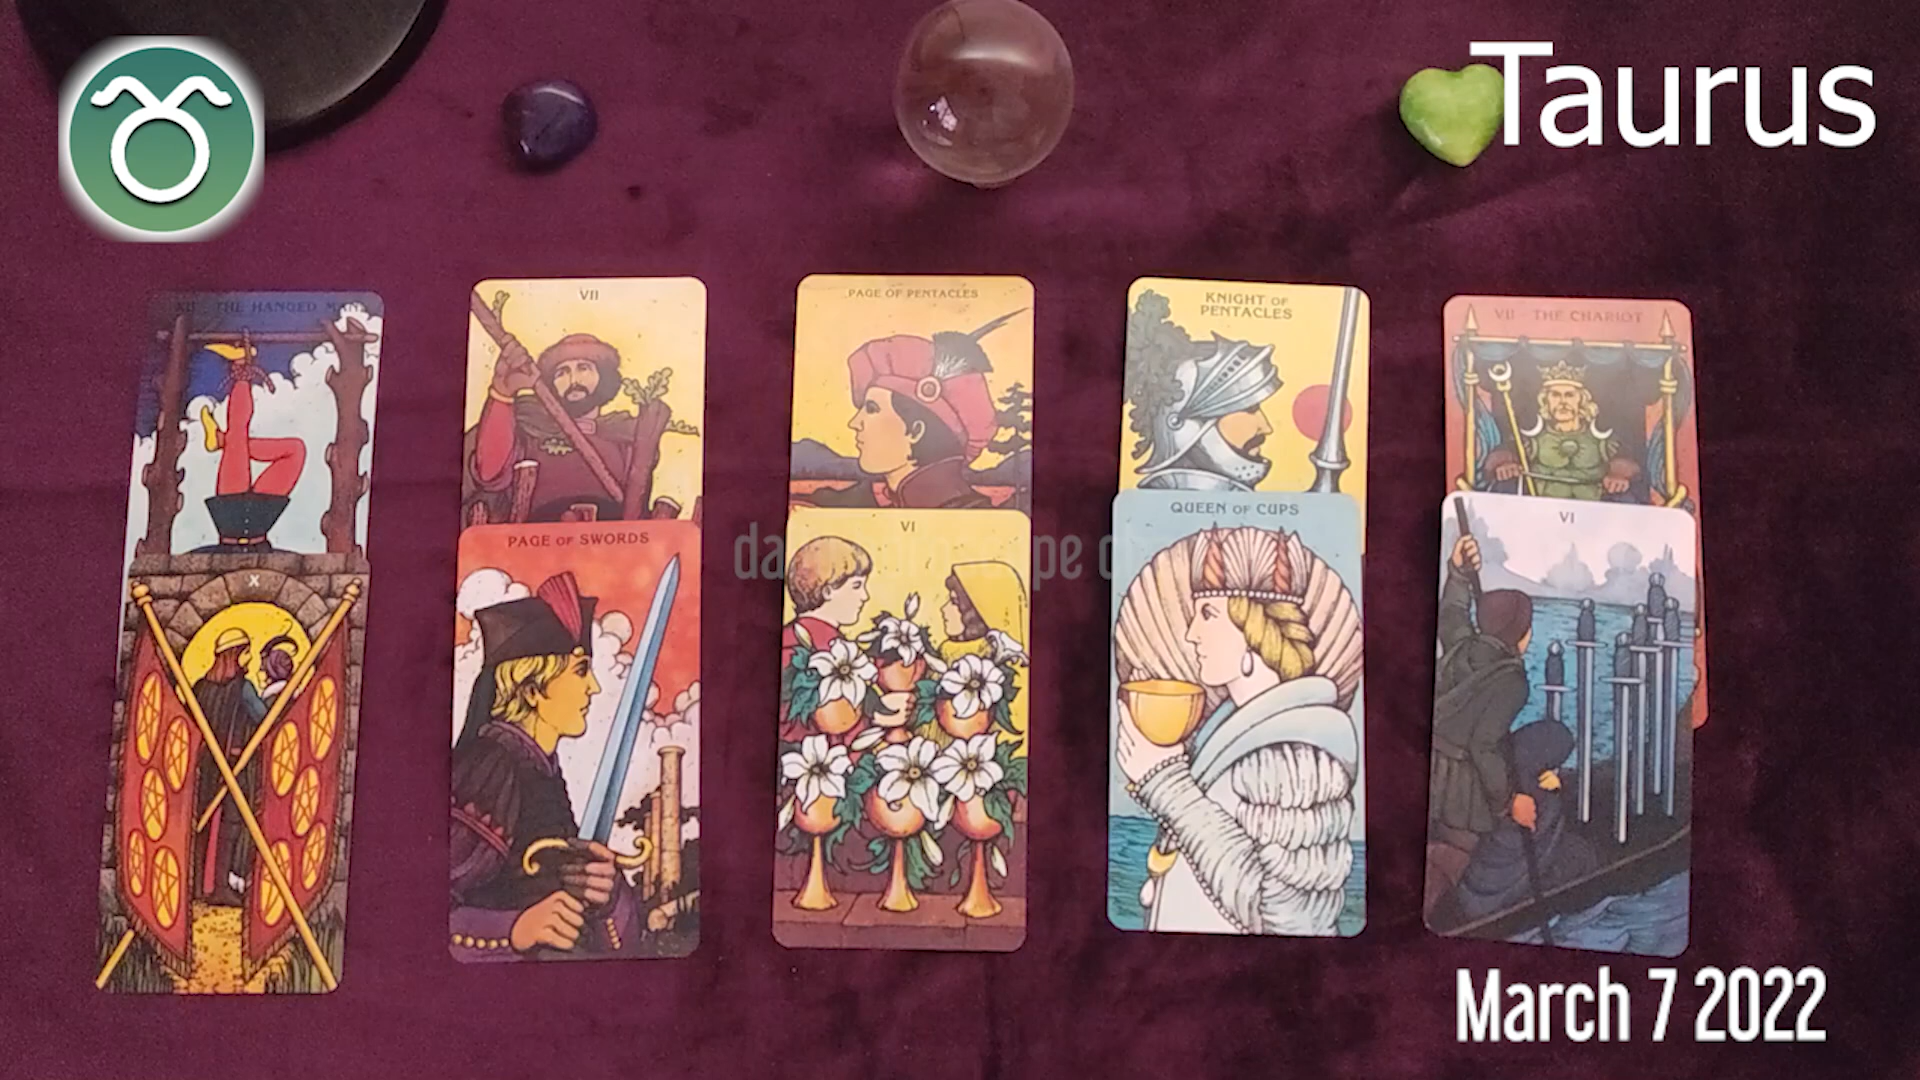 Taurus
XII - THE HANGED MAN
VII
PAGE OF PENTACLES
KNIGHT OF
PENTACLES
VII - THE CHARIOT
X
PAGE OF SWORDS
VI
QUEEN OF CUPS
VI
March 7 2022